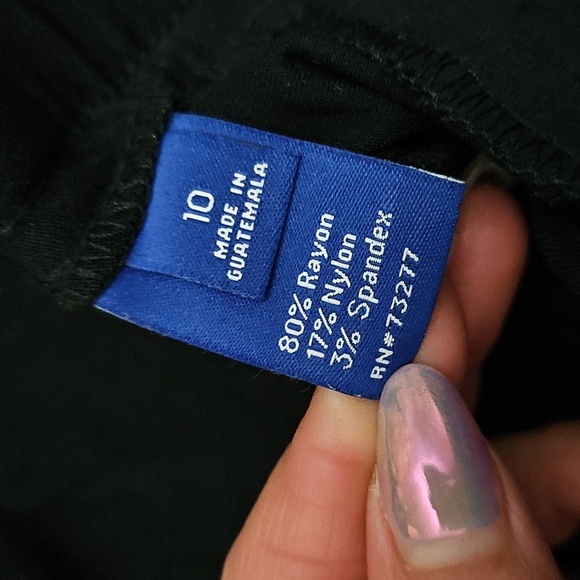 10
MADE IN
GUATEMALA
80% Rayon
17% Nylon
3% Spandex
RN#73277